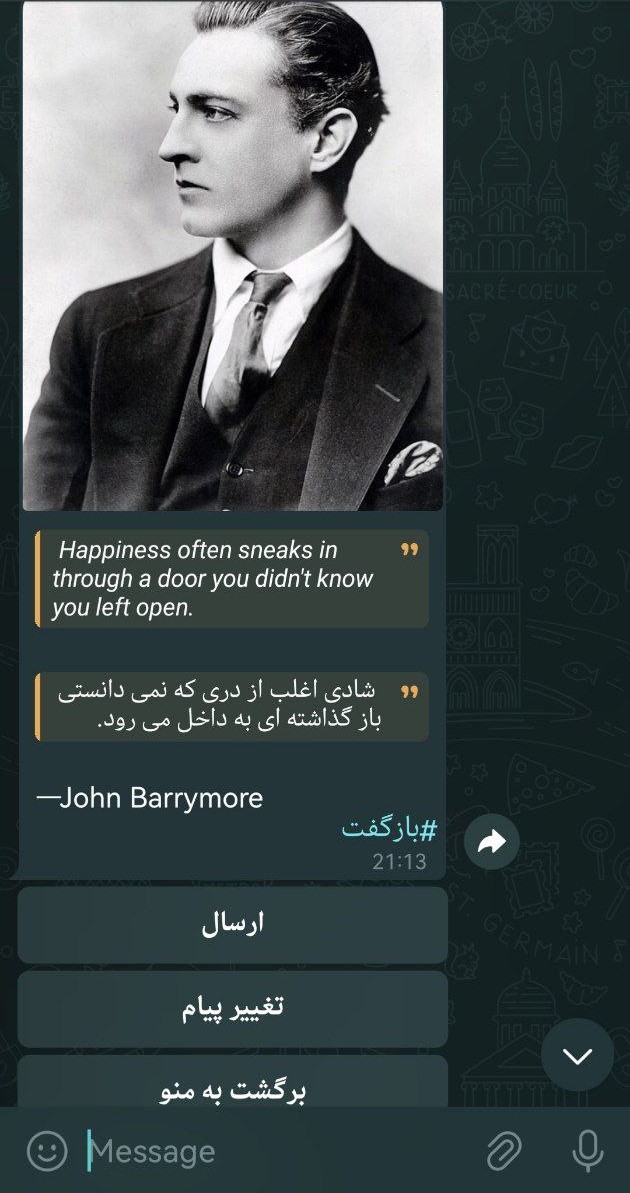 Happiness often sneaks in
through a door you didn't know
you left open.
شادی اغلب از دری که نمی دانستی
باز گذاشته ای به داخل می رود.
—John Barrymore
#بازگفت
21:13
ارسال
تغییر پیام
برگشت به منو
Message
SACRÉ-COEUR
ST. GERMAIN